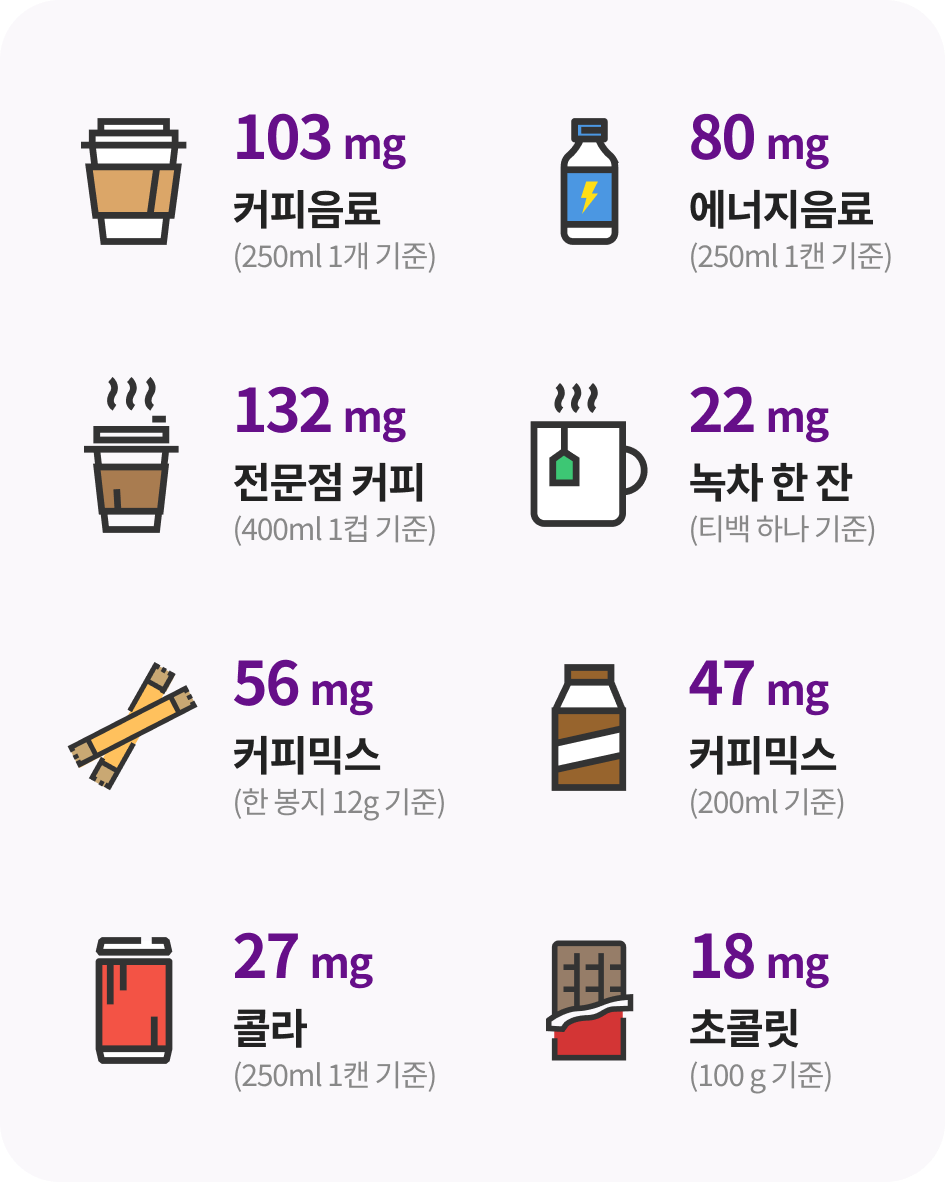 103 mg
커피음료
(250ml 1개 기준)
80 mg
에너지음료
(250ml 1캔 기준)
132 mg
전문점 커피
(400ml 1컵 기준)
22 mg
녹차 한 잔
(티백 하나 기준)
56 mg
커피믹스
(한 봉지 12g 기준)
47 mg
커피믹스
(200ml 기준)
27 mg
콜라
(250ml 1캔 기준)
18 mg
초콜릿
(100 g 기준)